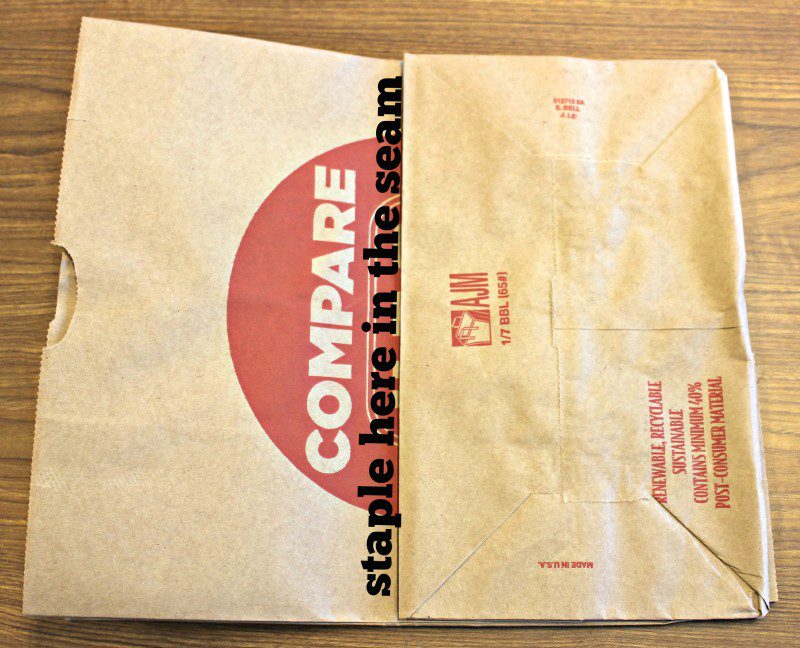 COMPARE
staple here in the seam
S. BELL
AJM
1/7 BBL (65#)
RENEWABLE, RECYCLABLE
SUSTAINABLE
CONTAINS MINIMUM 40%
POST-CONSUMER MATERIAL
MADE IN U.S.A.